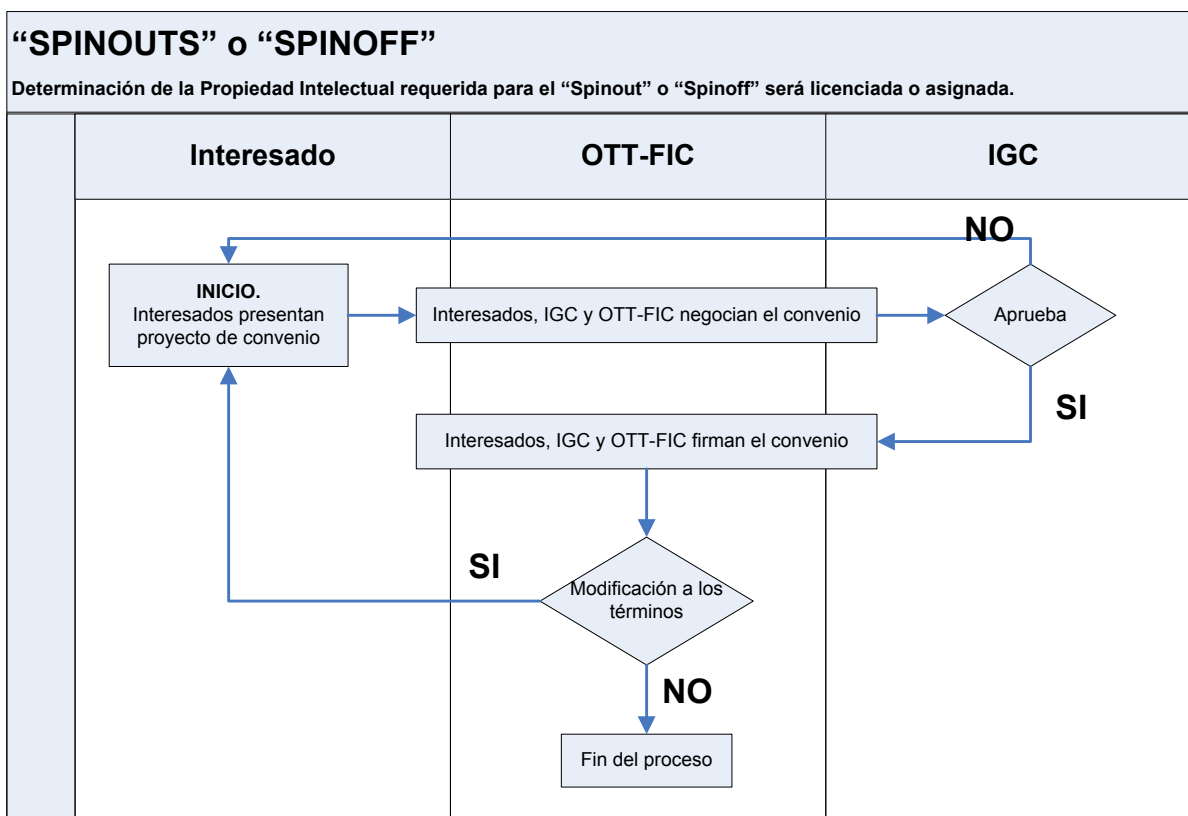 “SPINOUTS” o “SPINOFF”
Determinación de la Propiedad Intelectual requerida para el “Spinout” o “Spinoff” será licenciada o asignada.
Interesado
OTT-FIC
IGC
NO
INICIO.
Interesados presentan
proyecto de convenio
Interesados, IGC y OTT-FIC negocian el convenio
Aprueba
SI
Interesados, IGC y OTT-FIC firman el convenio
SI
Modificación a los
términos
NO
Fin del proceso